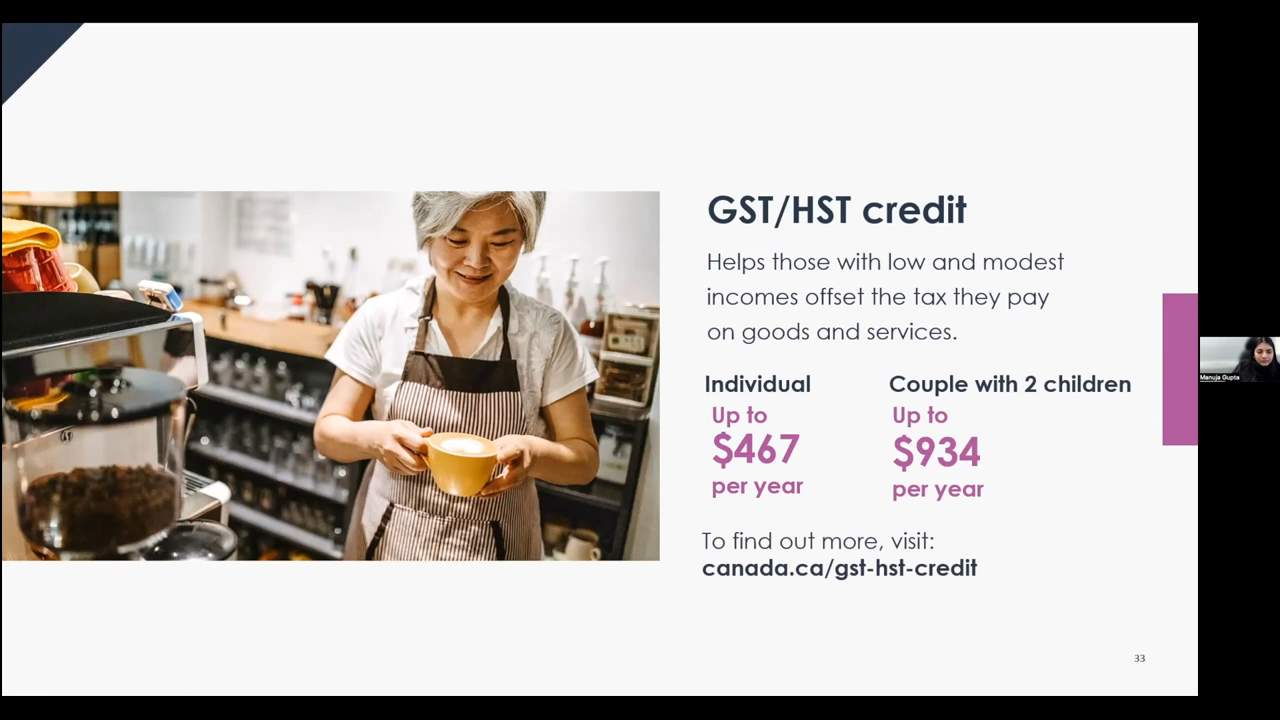 GST/HST credit
Helps those with low and modest
incomes offset the tax they pay
on goods and services.
Individual
Up to
$467
per year
Couple with 2 children
Up to
$934
per year
To find out more, visit:
canada.ca/gst-hst-credit
33
Manuja Gupta